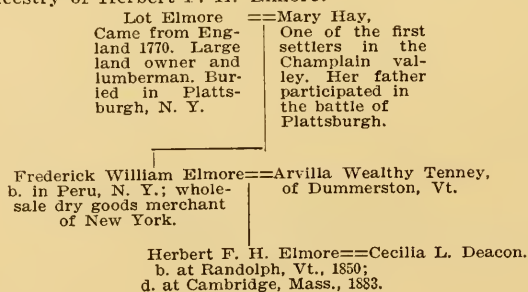 Lot Elmore ==Mary Hay,
Came from Eng- One of the first
land 1770. Large settlers in the
land owner and Champlain val-
lumberman. Bur- ley. Her father
ied in Platts- participated in
burgh, N. Y. the battle of
Plattsburgh.
Frederick William Elmore==Arvilla Wealthy Tenney,
b. in Peru, N. Y.; whole- of Dummerston, Vt.
sale dry goods merchant
of New York.
Herbert F. H. Elmore==Cecilia L. Deacon.
b. at Randolph, Vt., 1850;
d. at Cambridge, Mass., 1883.